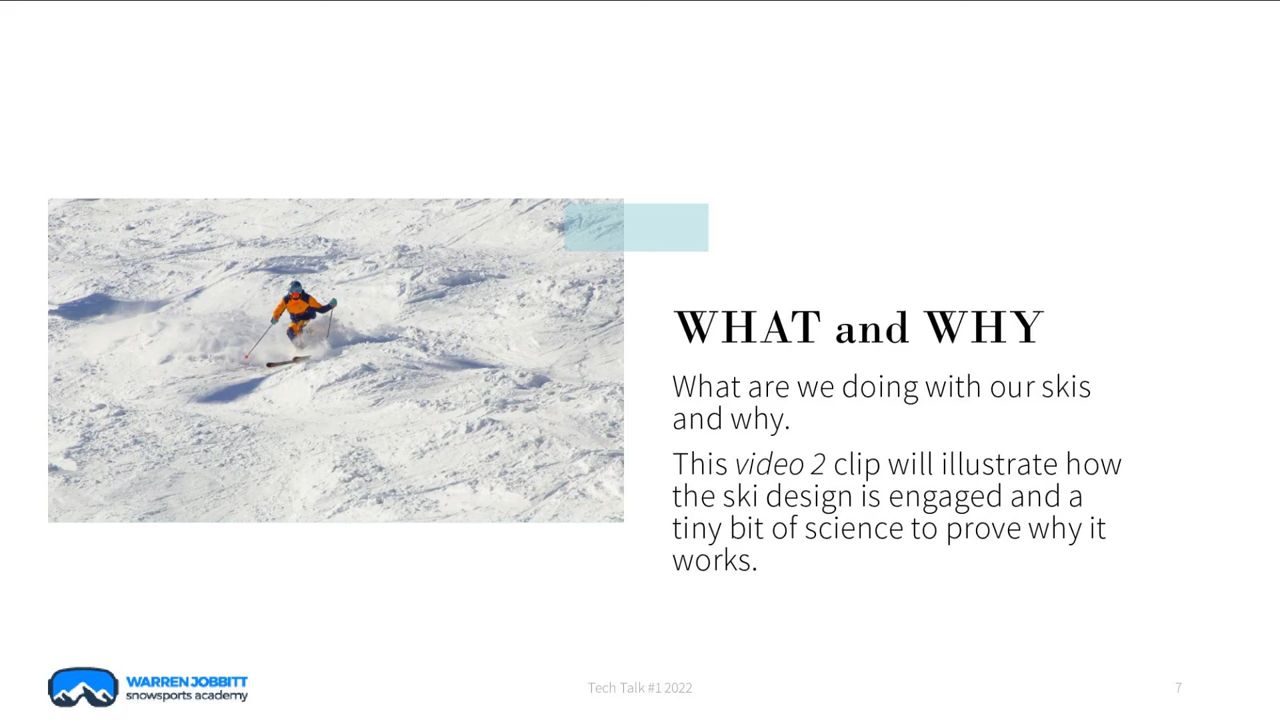 WHAT and WHY
What are we doing with our skis
and why.
This video 2 clip will illustrate how
the ski design is engaged and a
tiny bit of science to prove why it
works.
WARREN JOBBITT
snowsports academy
Tech Talk #1 2022
7